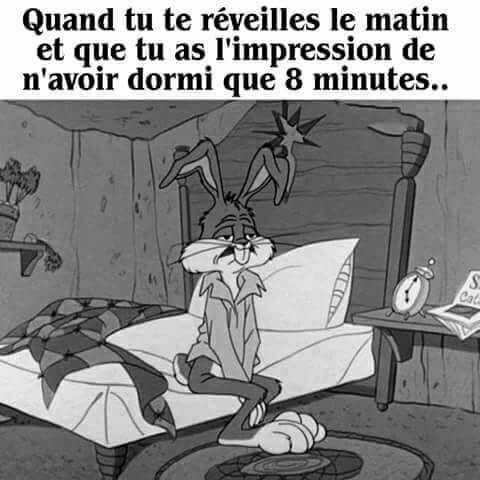 Quand tu te réveilles le matin
et que tu as l'impression de
n'avoir dormi que 8 minutes..